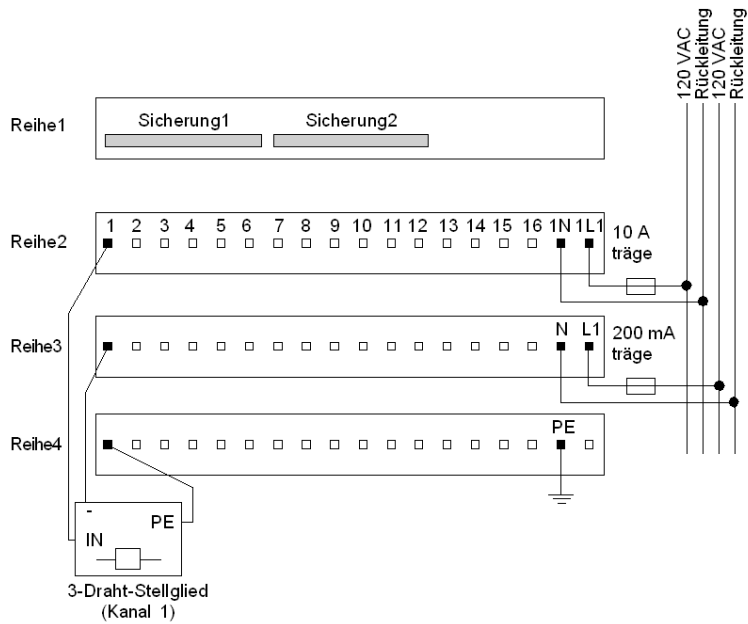 120 VAC
Rückleitung
120 VAC
Rückleitung
Reihe1
Sicherung1 Sicherung2
Reihe2
1 2 3 4 5 6 7 8 9 10 11 12 13 14 15 16 1N 1L1
10 A
träge
Reihe3
N L1
200 mA
träge
Reihe4
PE
-
PE
IN
3-Draht-Stellglied
(Kanal 1)